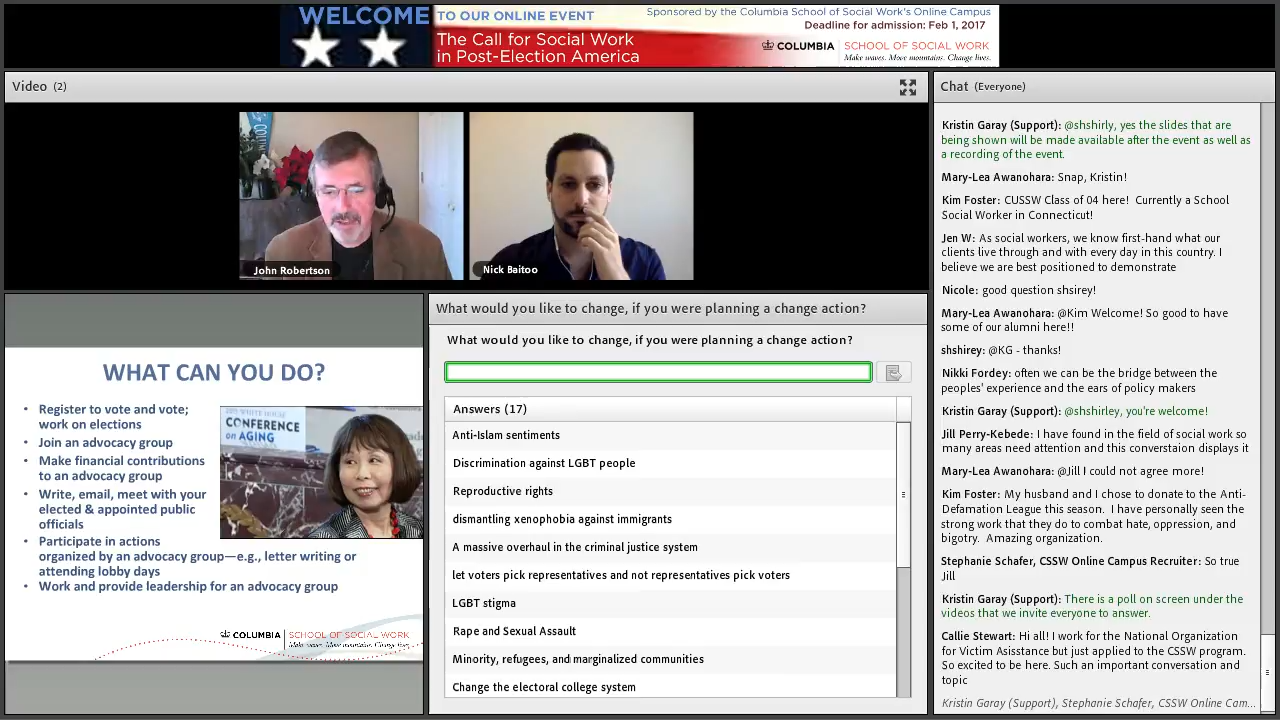 WELCOME TO OUR ONLINE EVENT
The Call for Social Work
in Post-Election America
Sponsored by the Columbia School of Social Work's Online Campus
Deadline for admission: Feb 1, 2017
COLUMBIA | SCHOOL OF SOCIAL WORK
Make waves. Move mountains. Change lives.
Video (2)
John Robertson
Nick Baitoo
WHAT CAN YOU DO?
• Register to vote and vote;
work on elections
• Join an advocacy group
• Make financial contributions
to an advocacy group
• Write, email, meet with your
elected & appointed public
officials
• Participate in actions
organized by an advocacy group—e.g., letter writing or
attending lobby days
• Work and provide leadership for an advocacy group
2015 WHITE HOUSE
CONFERENCE
on AGING
COLUMBIA | SCHOOL OF SOCIAL WORK
Make waves. Move mountains. Change lives.
What would you like to change, if you were planning a change action?
What would you like to change, if you were planning a change action?
Answers (17)
Anti-Islam sentiments
Discrimination against LGBT people
Reproductive rights
dismantling xenophobia against immigrants
A massive overhaul in the criminal justice system
let voters pick representatives and not representatives pick voters
LGBT stigma
Rape and Sexual Assault
Minority, refugees, and marginalized communities
Change the electoral college system
Chat (Everyone)
Kristin Garay (Support): @shshirly, yes the slides that are
being shown will be made available after the event as well as
a recording of the event.
Mary-Lea Awanohara: Snap, Kristin!
Kim Foster: CUSSW Class of 04 here! Currently a School
Social Worker in Connecticut!
Jen W: As social workers, we know first-hand what our
clients live through and with every day in this country. I
believe we are best positioned to demonstrate
Nicole: good question shsirey!
Mary-Lea Awanohara: @Kim Welcome! So good to have
some of our alumni here!!
shshirey: @KG - thanks!
Nikki Fordey: often we can be the bridge between the
peoples' experience and the ears of policy makers
Kristin Garay (Support): @shshirley, you're welcome!
Jill Perry-Kebede: I have found in the field of social work so
many areas need attention and this converstaion displays it
Mary-Lea Awanohara: @Jill I could not agree more!
Kim Foster: My husband and I chose to donate to the Anti-
Defamation League this season. I have personally seen the
strong work that they do to combat hate, oppression, and
bigotry. Amazing organization.
Stephanie Schafer, CSSW Online Campus Recruiter: So true
Jill
Kristin Garay (Support): There is a poll on screen under the
videos that we invite everyone to answer.
Callie Stewart: Hi all! I work for the National Organization
for Victim Asisstance but just applied to the CSSW program.
So excited to be here. Such an important conversation and
topic
Kristin Garay (Support), Stephanie Schafer, CSSW Online Cam...